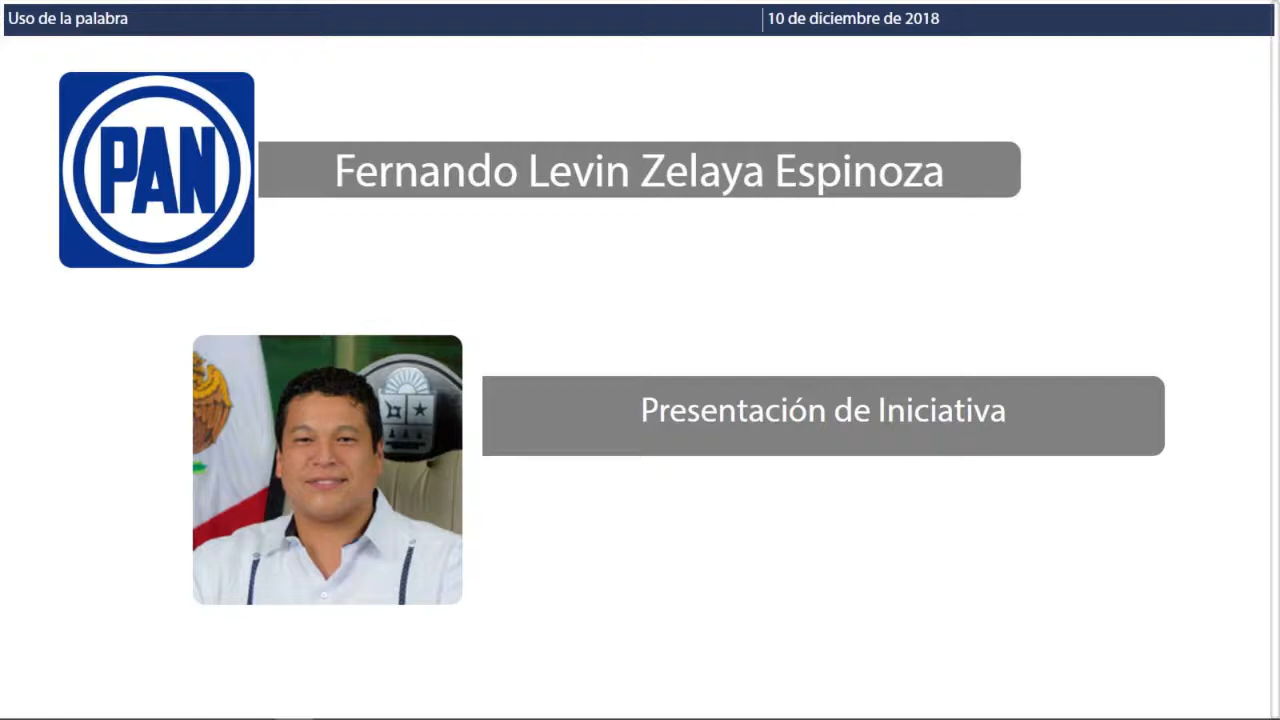 Uso de la palabra
10 de diciembre de 2018
PAN
Fernando Levin Zelaya Espinoza
Presentación de Iniciativa